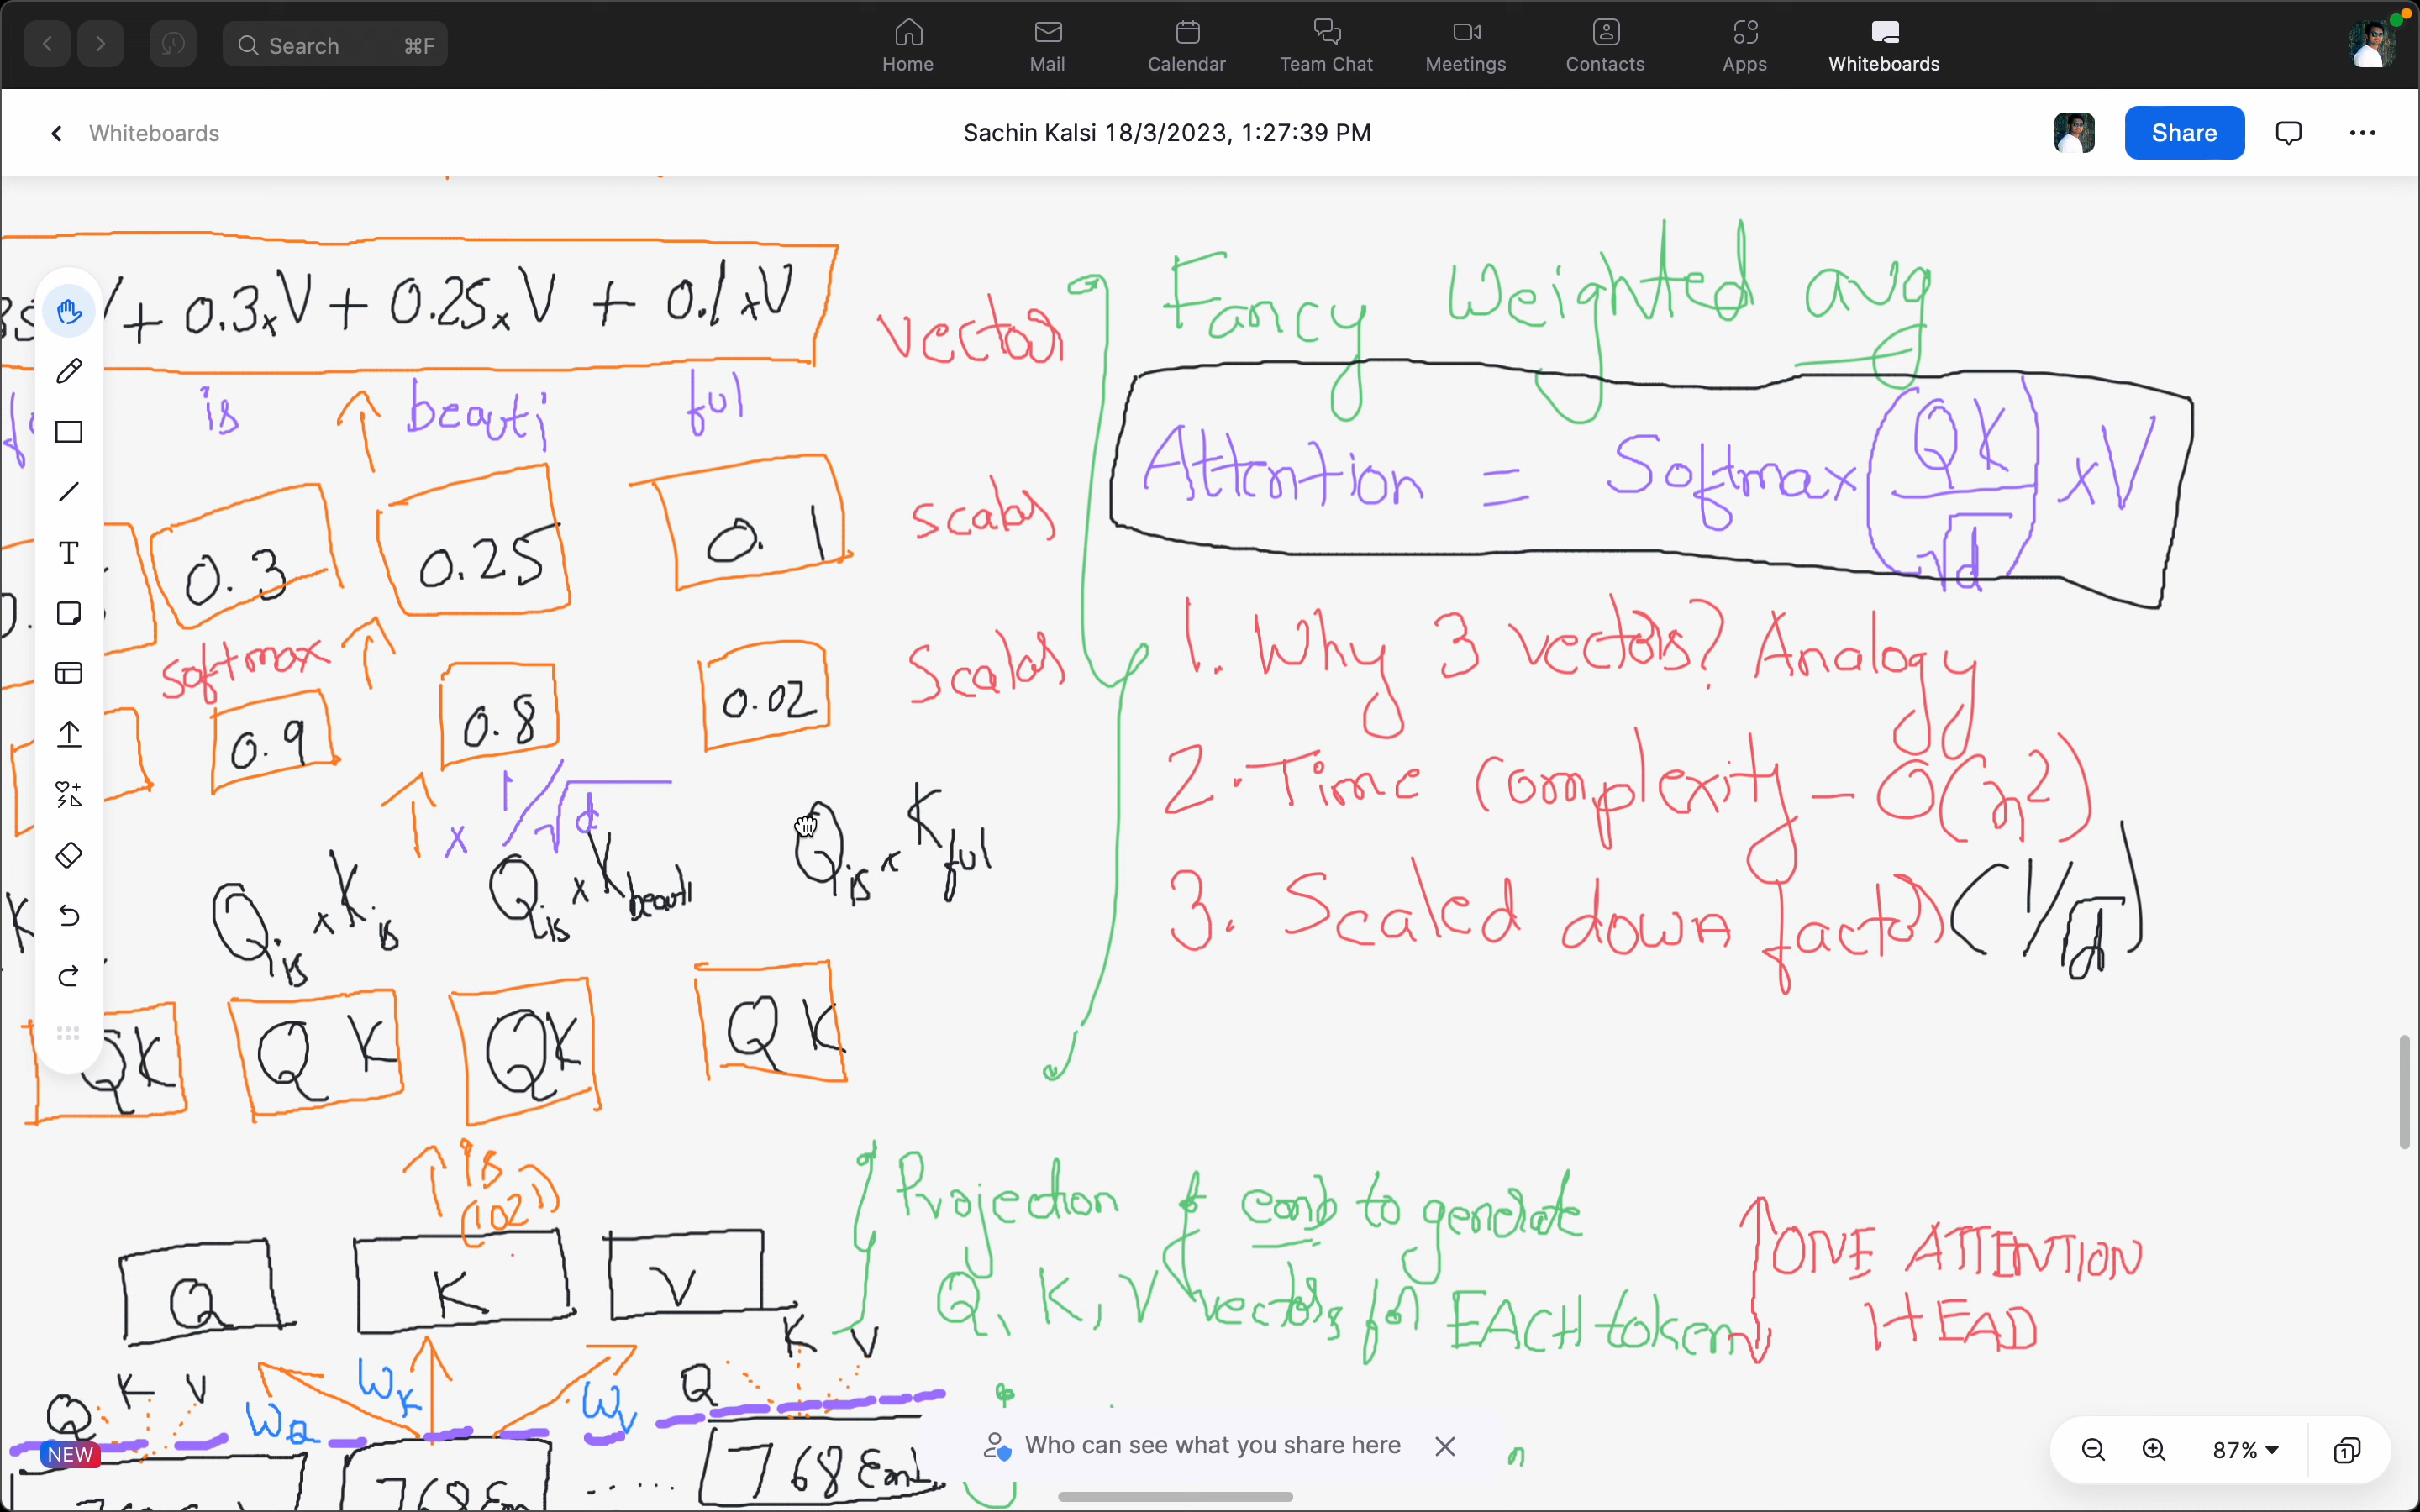 Search ⌘F
Home
Mail
Calendar
Team Chat
Meetings
Contacts
Apps
Whiteboards
Whiteboards
Sachin Kalsi 18/3/2023, 1:27:39 PM
Share
+ 0.3xV + 0.25xV + 0.1xV
vector
Fancy Weighted avg
is
beauti
ful
Attention = Softmax(QK/√d) xV
0.3
0.25
0.1
scalar
softmax
Scalar
1. Why 3 vectors? Analogy
0.9
0.8
0.02
2. Time Complexity - O(n²)
x 1/√d
Qis x Kis
Qis x Kbeauti
Qis x Kful
3. Scaled down factor (1/√d)
QK
QK
QK
QK
is
(102)
Projection of emb to generate
Q, K, V vectors for EACH token
ONE ATTENTION
HEAD
Q
K
V
K V
Q K V
WQ
WK
WV
Q
NEW
768 Emb
768
Who can see what you share here
87%